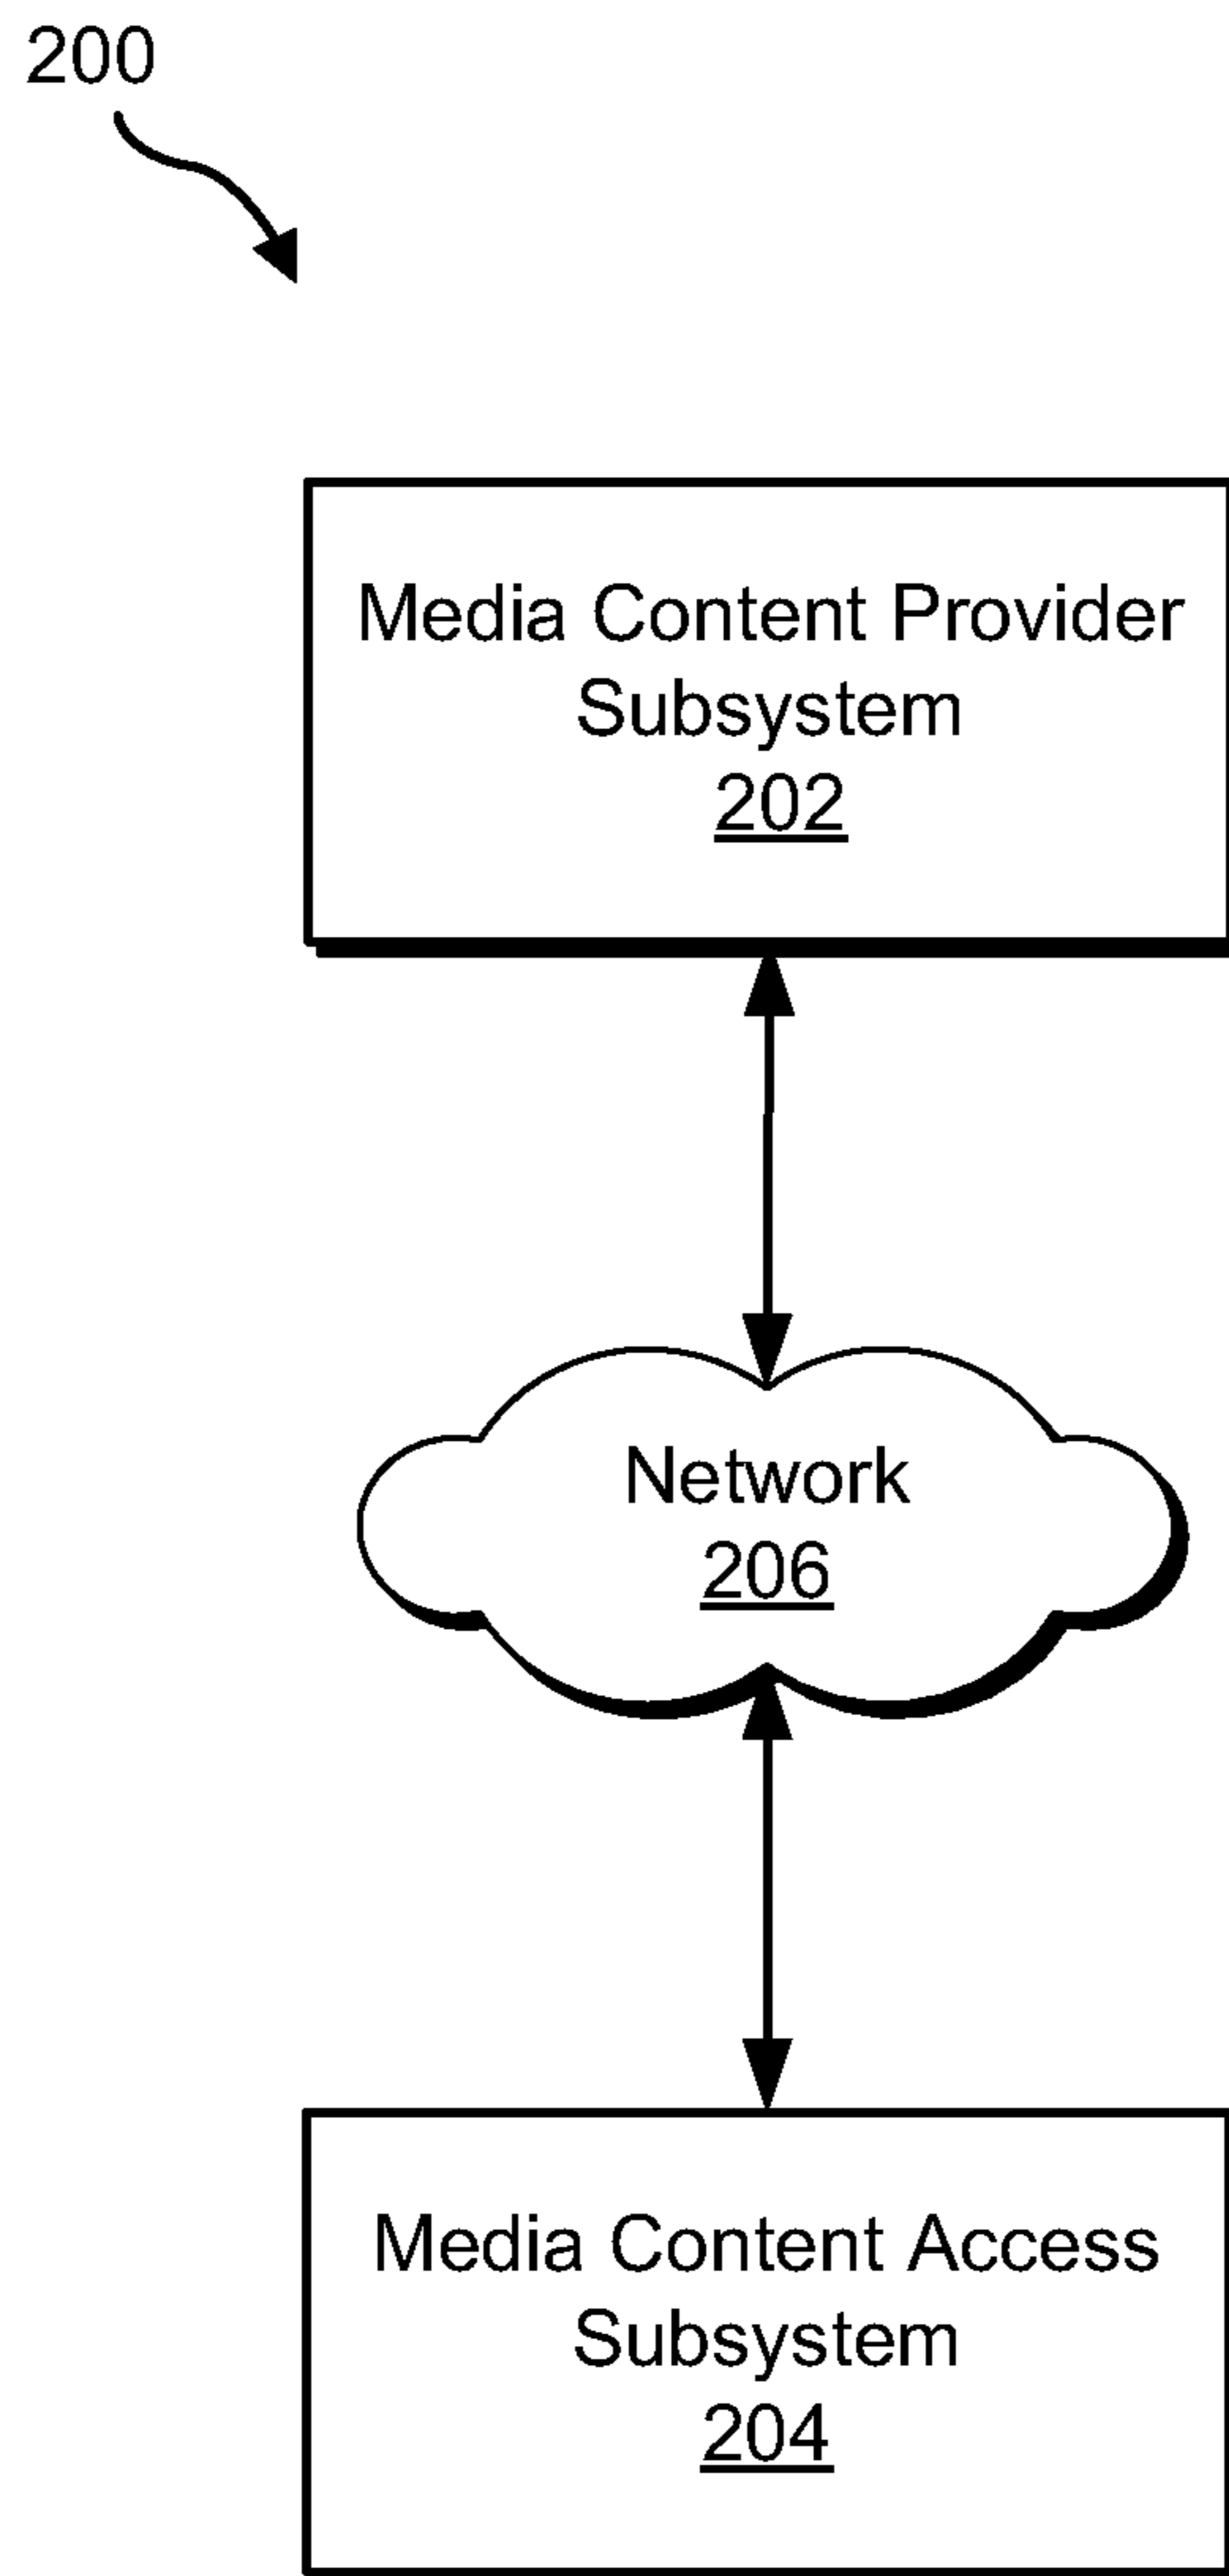 200
Media Content Provider
Subsystem
202
Network
206
Media Content Access
Subsystem
204